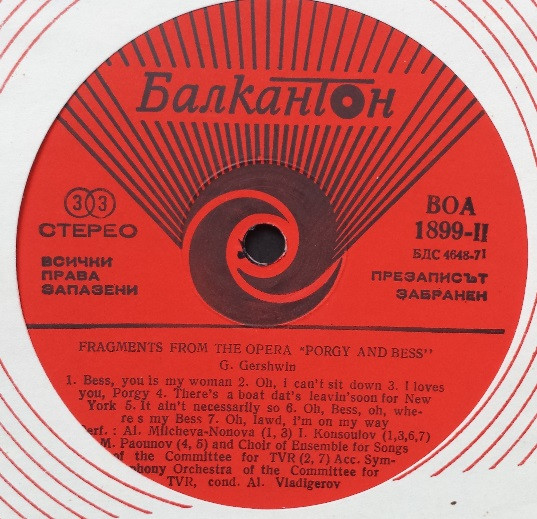 Балкантон
33
СТЕРЕО
ВСИЧКИ
ПРАВА
ЗАПАЗЕНИ
ВОА
1899-II
БДС 4648-71
ПРЕЗАПИСЪТ
ЗАБРАНЕН
FRAGMENTS FROM THE OPERA "PORGY AND BESS"
G. Gershwin
1. Bess, you is my woman 2. Oh, i can't sit down 3. I loves
you, Porgy 4. There's a boat dat's leavin'soon for New
York 5. It ain't necessarily so 6. Oh, Bess, oh, whe-
re s my Bess 7. Oh, lawd, i'm on my way
erf.: Al. Milcheva-Nonova (1, 3) I. Konsoulov (1,3,6,7)
M. Paounov (4, 5) and Choir of Ensemble for Songs
of the Committee for TVR (2, 7) Acc. Sym-
phony Orchestra of the Committee for
TVR, cond. Al. Vladigerov